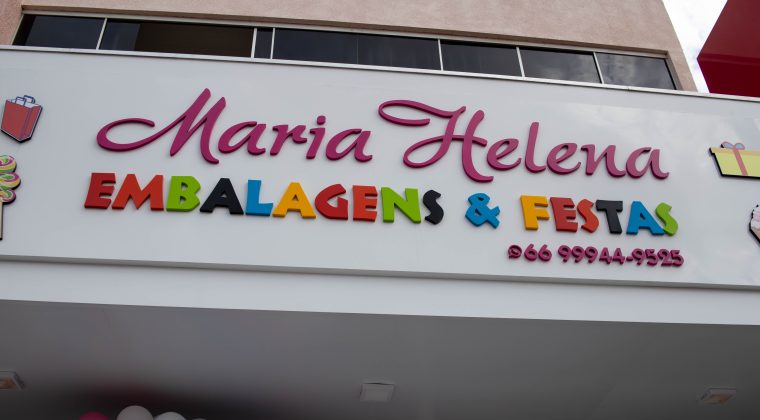 Maria Helena
EMBALAGENS & FESTAS
66 99944-9525